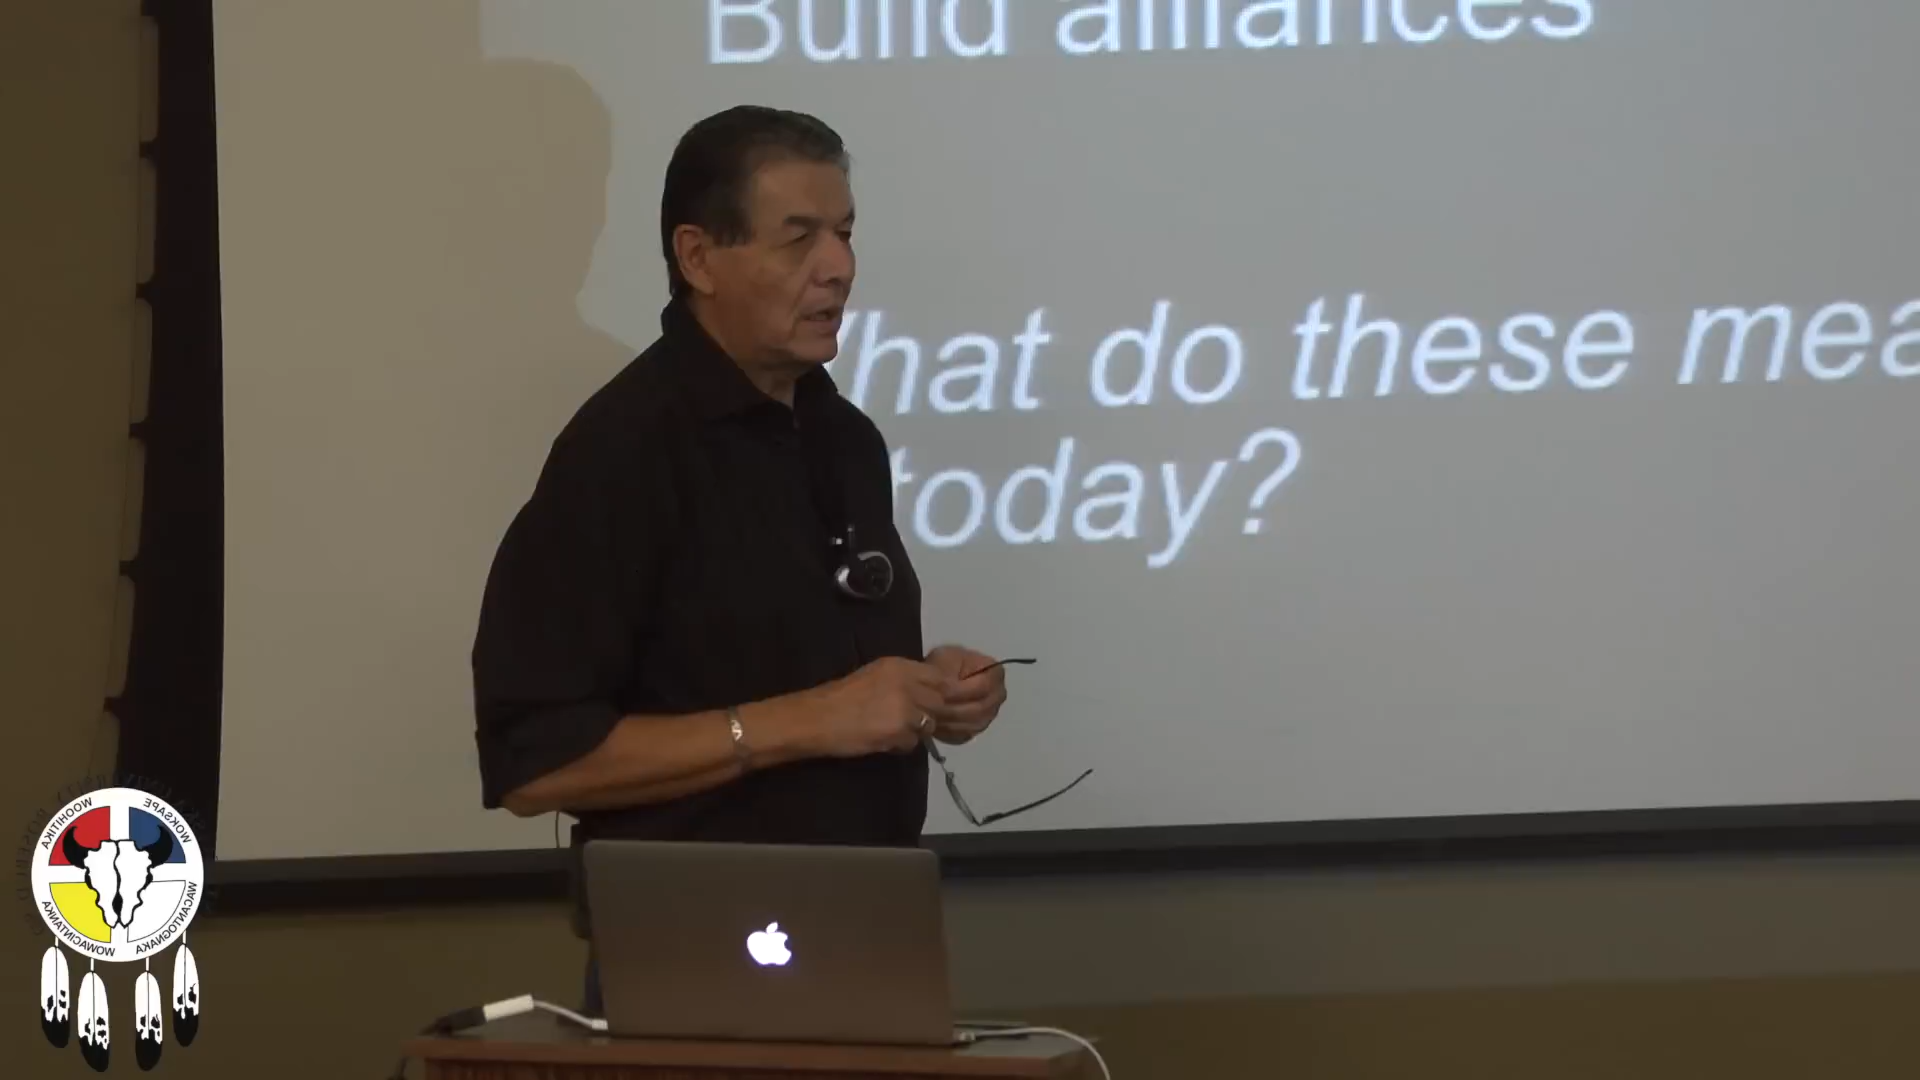 Build alliances
hat do these mea
today?
WOOHITIKA
WOKSAPE
WOWACINTANKA
WACANTOGNAKA